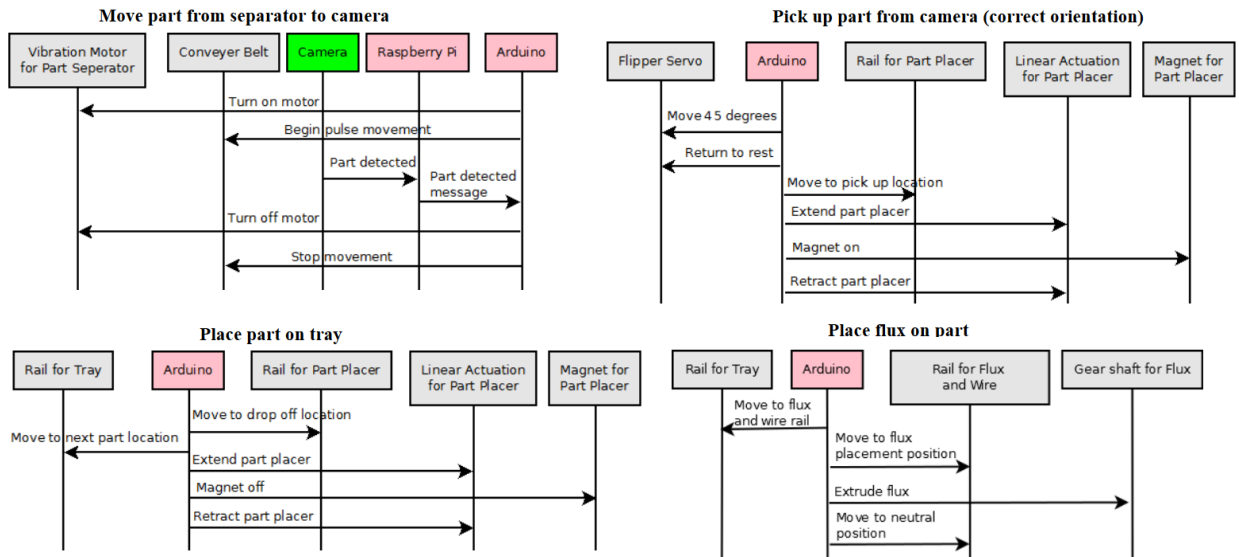 Move part from separator to camera
Vibration Motor
for Part Seperator
Conveyer Belt
Camera
Raspberry Pi
Arduino
Turn on motor
Begin pulse movement
Part detected
Part detected
message
Turn off motor
Stop movement
Pick up part from camera (correct orientation)
Flipper Servo
Arduino
Rail for Part Placer
Linear Actuation
for Part Placer
Magnet for
Part Placer
Move 45 degrees
Return to rest
Move to pick up location
Extend part placer
Magnet on
Retract part placer
Place part on tray
Rail for Tray
Arduino
Rail for Part Placer
Linear Actuation
for Part Placer
Magnet for
Part Placer
Move to drop off location
Move to next part location
Extend part placer
Magnet off
Retract part placer
Place flux on part
Rail for Tray
Arduino
Rail for Flux
and Wire
Gear shaft for Flux
Move to flux
and wire rail
Move to flux
placement position
Extrude flux
Move to neutral
position